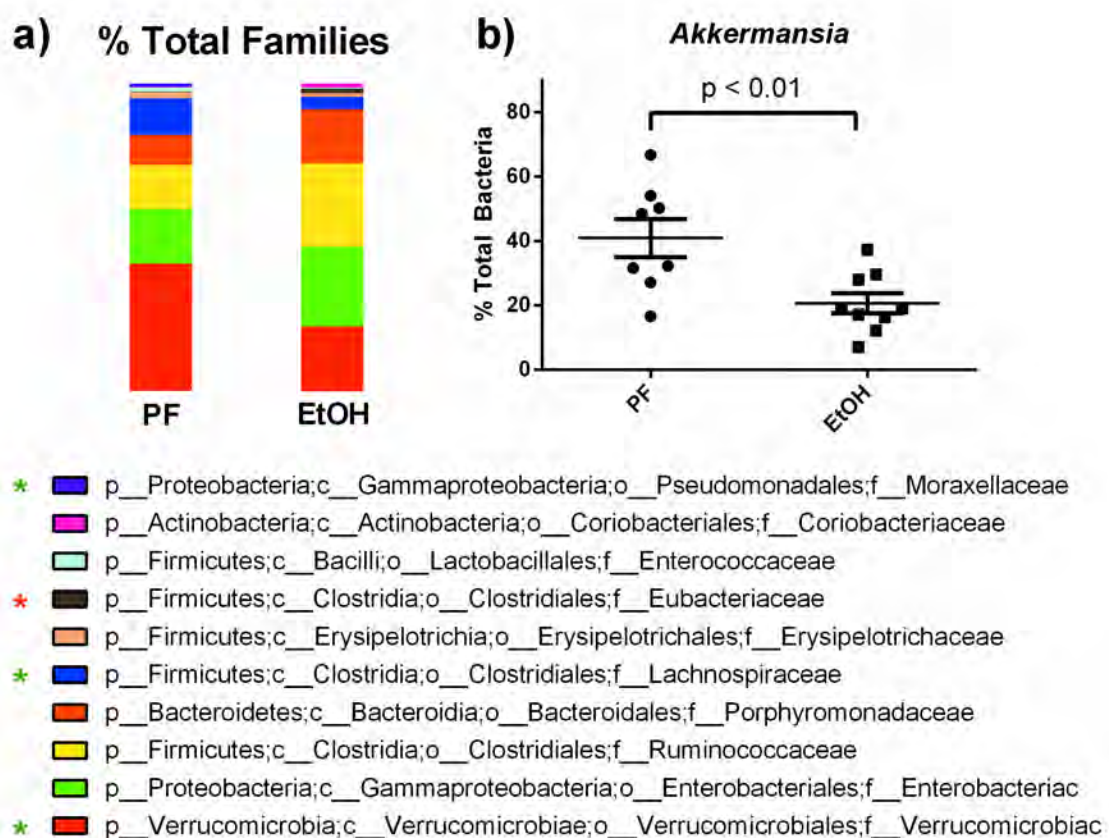 a) % Total Families
PF
EtOH
b) Akkermansia
p < 0.01
% Total Bacteria
80
60
40
20
0
PF
EtOH
* p__Proteobacteria;c__Gammaproteobacteria;o__Pseudomonadales;f__Moraxellaceae
p__Actinobacteria;c__Actinobacteria;o__Coriobacteriales;f__Coriobacteriaceae
p__Firmicutes;c__Bacilli;o__Lactobacillales;f__Enterococcaceae
* p__Firmicutes;c__Clostridia;o__Clostridiales;f__Eubacteriaceae
p__Firmicutes;c__Erysipelotrichia;o__Erysipelotrichales;f__Erysipelotrichaceae
* p__Firmicutes;c__Clostridia;o__Clostridiales;f__Lachnospiraceae
p__Bacteroidetes;c__Bacteroidia;o__Bacteroidales;f__Porphyromonadaceae
p__Firmicutes;c__Clostridia;o__Clostridiales;f__Ruminococcaceae
p__Proteobacteria;c__Gammaproteobacteria;o__Enterobacteriales;f__Enterobacteriac
* p__Verrucomicrobia;c__Verrucomicrobiae;o__Verrucomicrobiales;f__Verrucomicrobiac